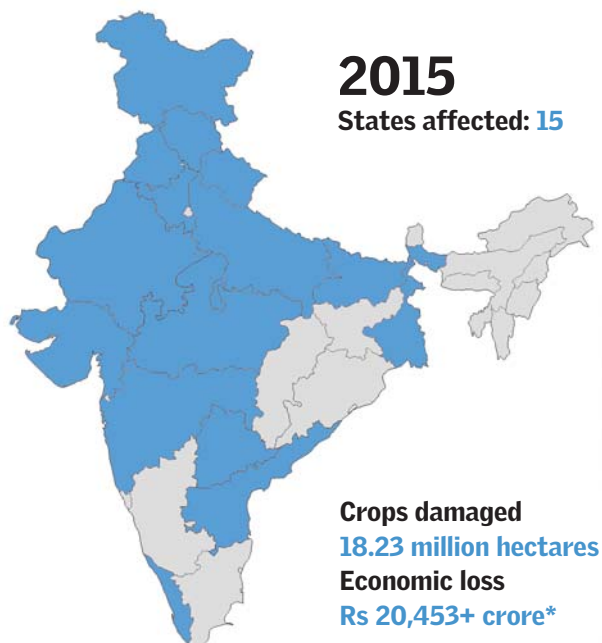 2015
States affected: 15
Crops damaged
18.23 million hectares
Economic loss
Rs 20,453+ crore*